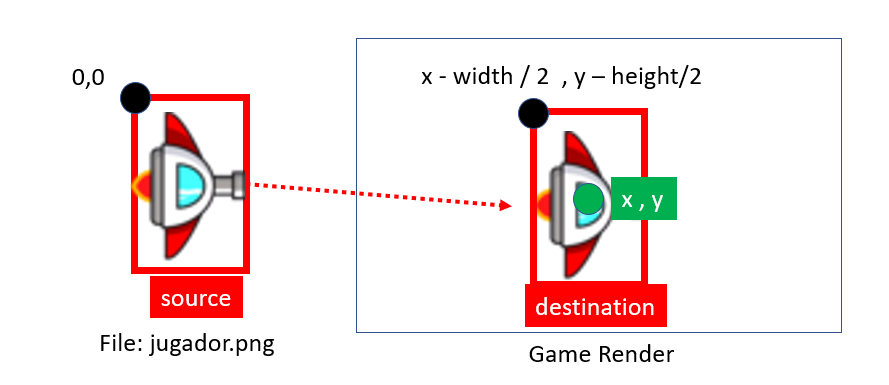 0,0
x - width / 2 , y – height/2
x , y
source
destination
File: jugador.png
Game Render